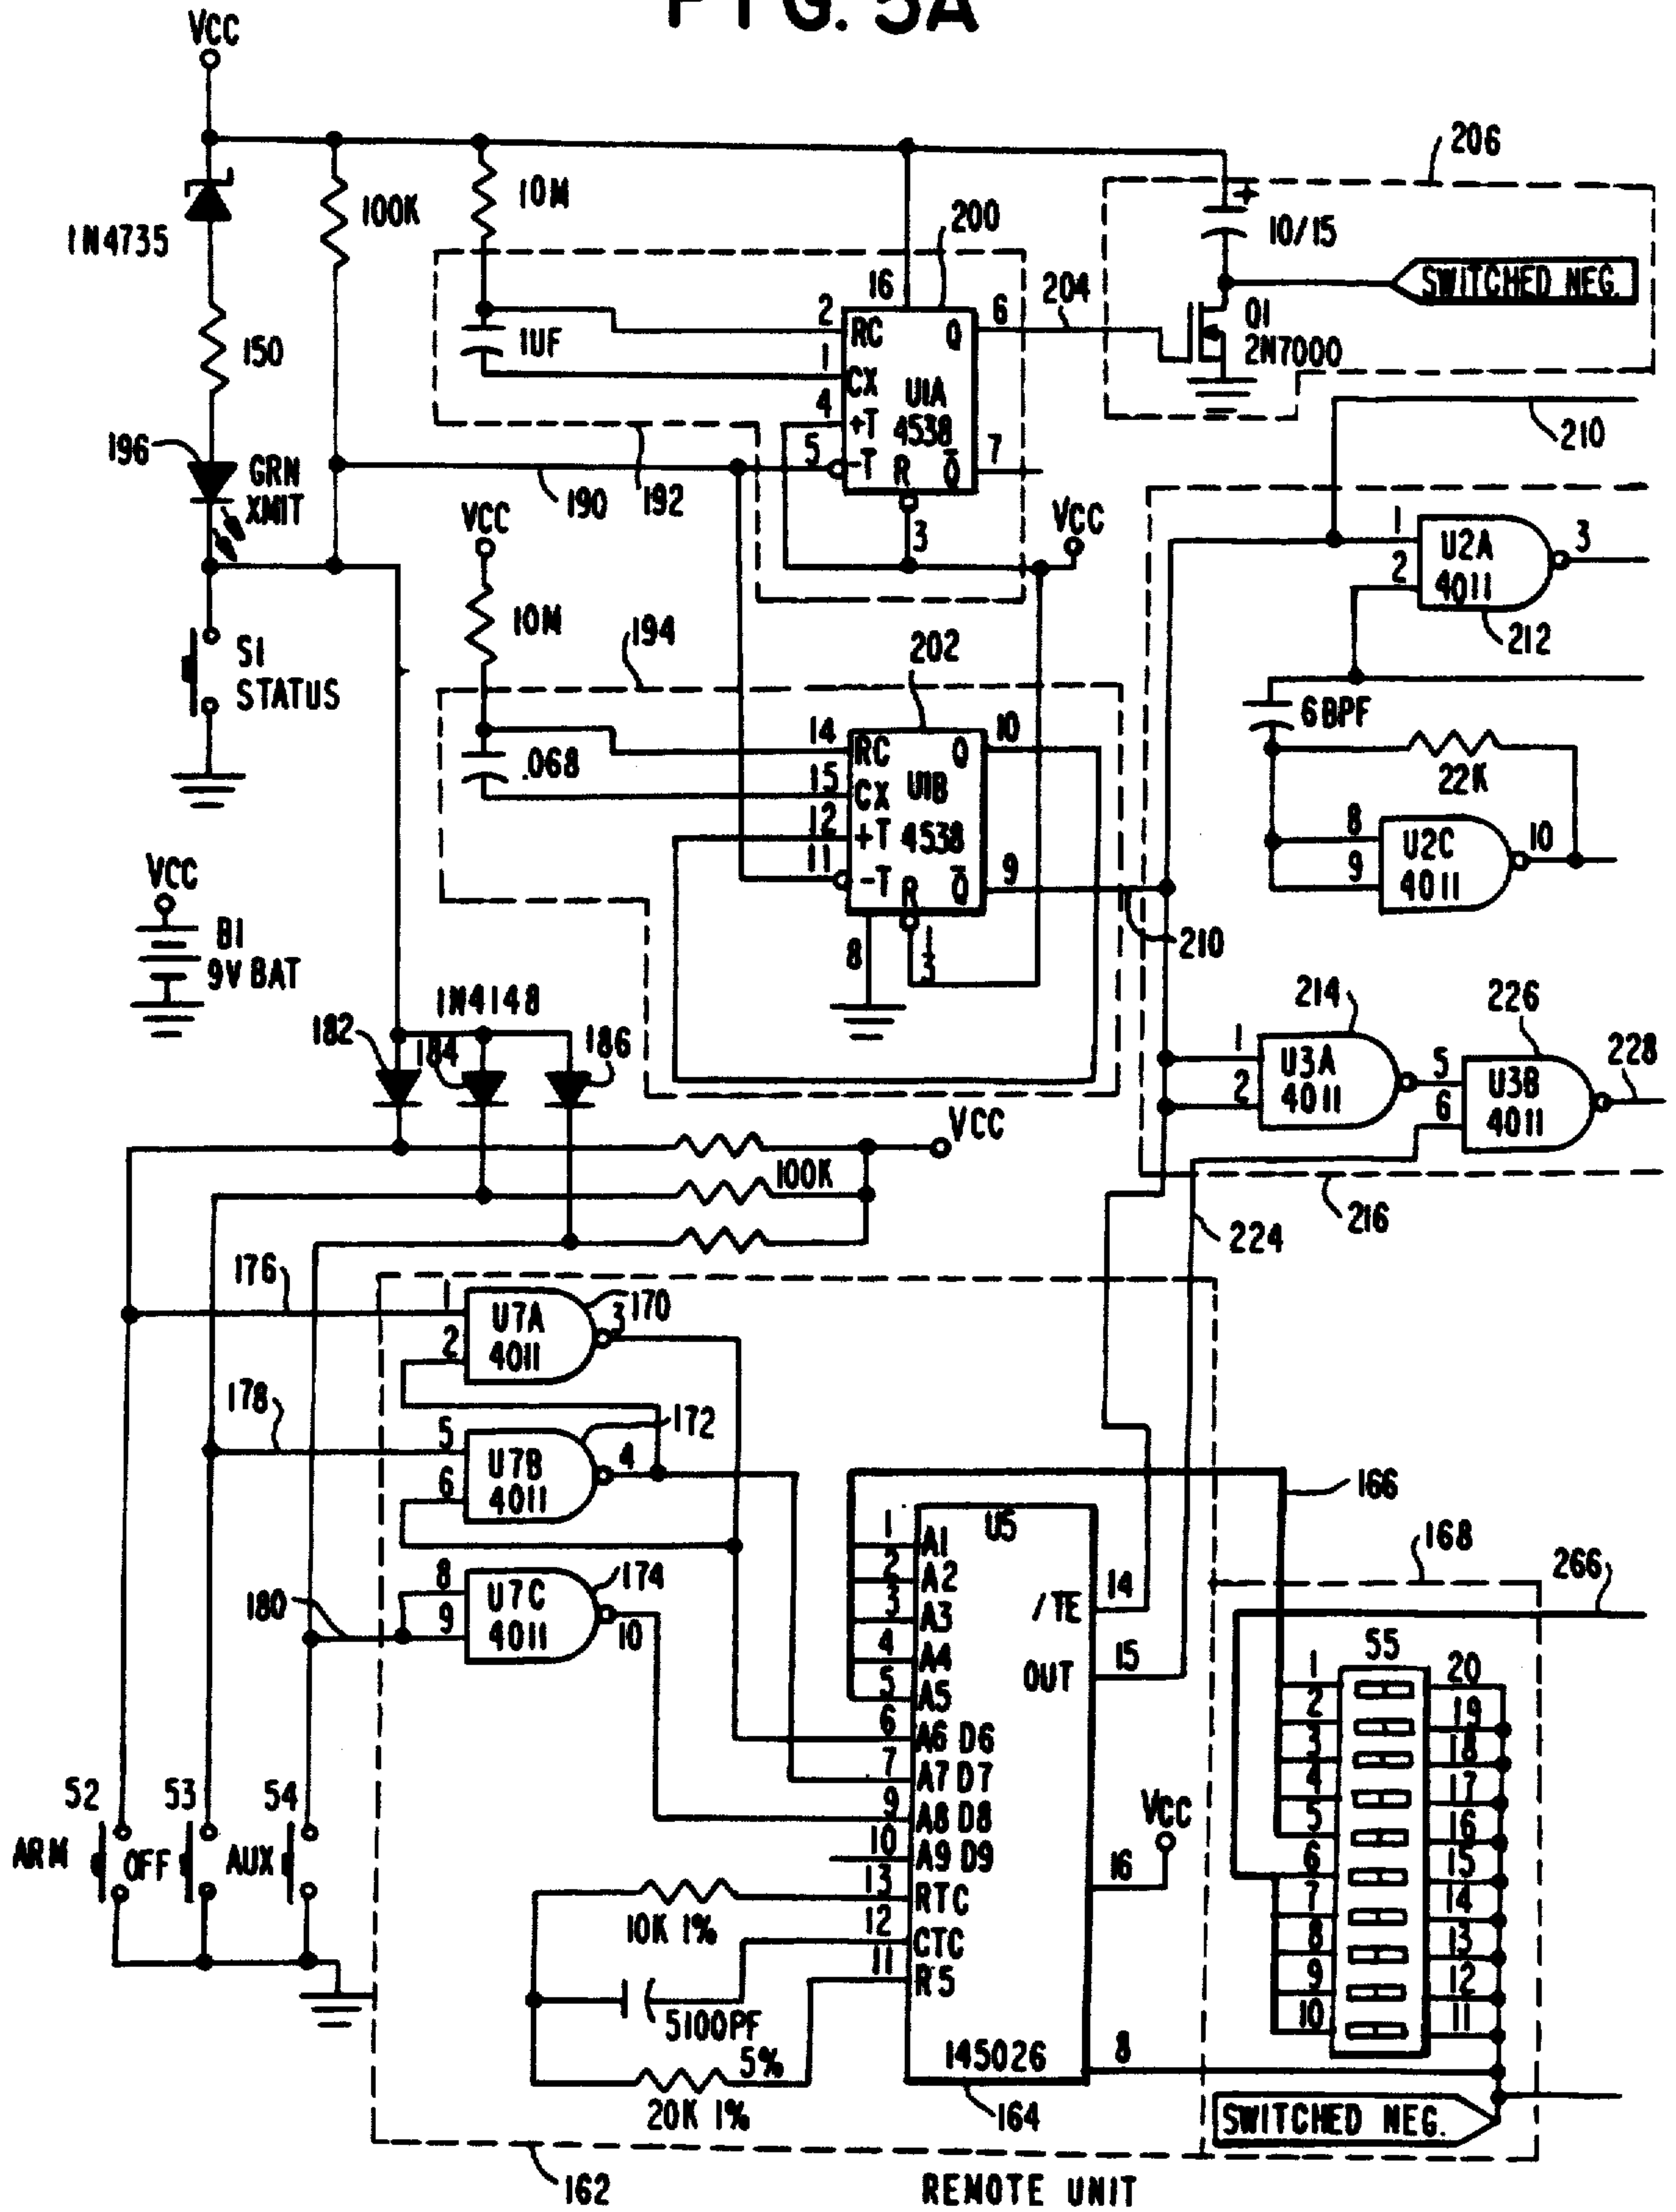 FIG. 5A
VCC
206
1N4735
100K
10M
200
10/15
SWITCHED NEG.
16
204
2
RC
Q
6
Q1
2N7000
150
1UF
1
CX
U1A
4538
4
+T
5
-T
R
Q̅
7
196
GRN
XMIT
190
192
3
VCC
210
VCC
10M
1
U2A
4011
3
2
212
S1
STATUS
194
202
6BPF
14
RC
Q
10
.068
15
CX
U1B
4538
22K
12
+T
11
-T
R
Q̅
9
8
U2C
4011
10
9
VCC
B1
9V BAT
8
13
210
1N4148
182
184
186
214
226
228
1
U3A
4011
2
5
U3B
4011
6
VCC
100K
216
224
176
1
U7A
4011
3
170
2
178
5
U7B
4011
4
172
6
166
168
266
180
8
U7C
4011
174
9
10
U5
1 A1
2 A2
3 A3
4 A4
5 A5
6 A6 D6
7 A7 D7
9 A8 D8
10 A9 D9
13 RTC
12 CTC
11 RS
/TE 14
OUT 15
VCC
16
145026
8
164
55
1 20
2 19
3 18
4 17
5 16
6 15
7 14
8 13
9 12
10 11
52
ARM
53
OFF
54
AUX
10K 1%
5100PF
5%
20K 1%
SWITCHED NEG.
162
REMOTE UNIT